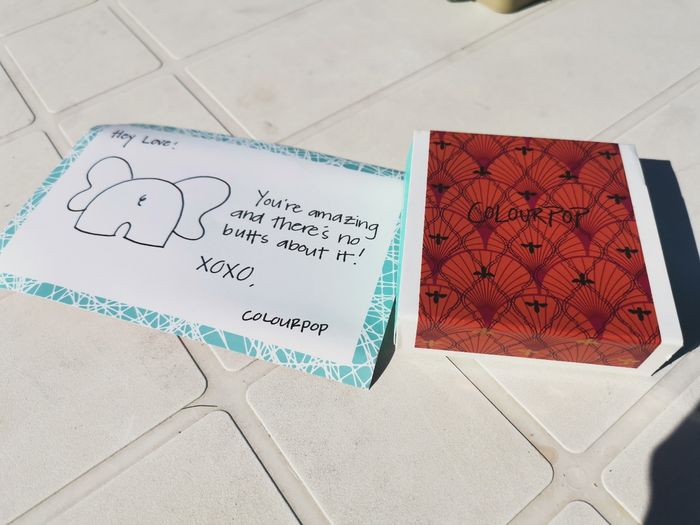 Hey Love!
You're amazing
and there's no
butts about it!
XOXO,
COLOURPOP
COLOURPOP